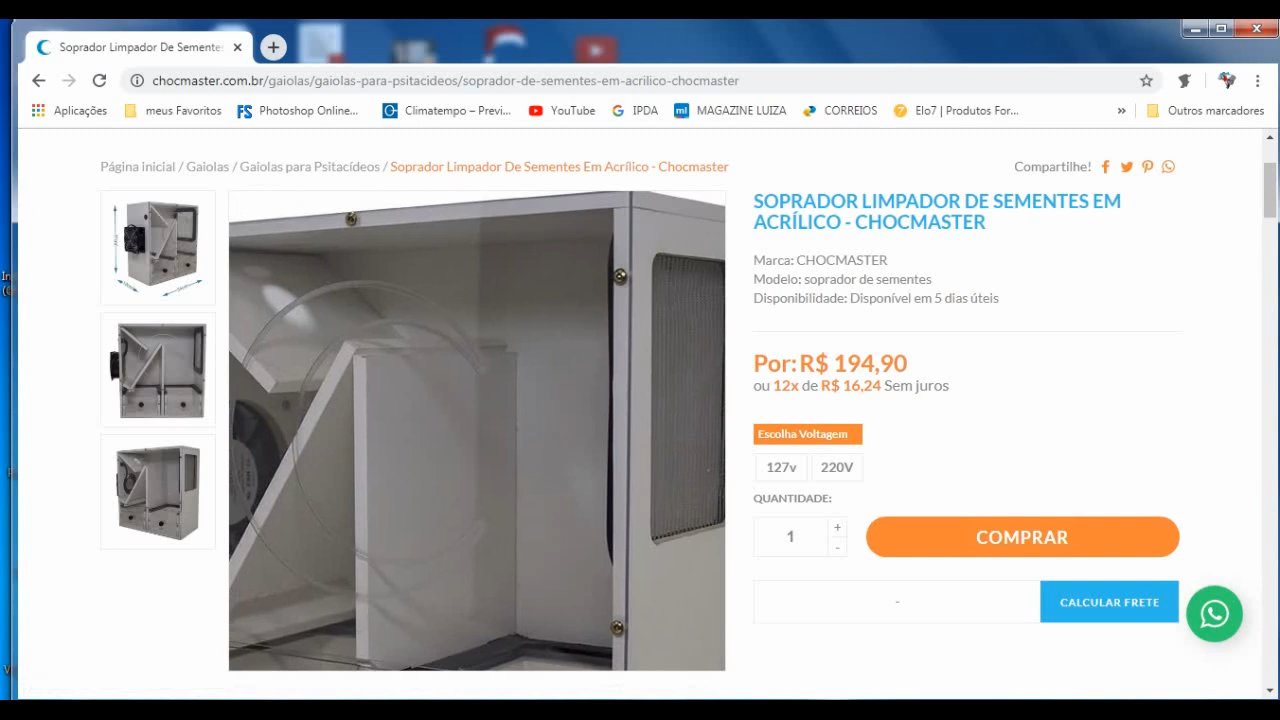 Soprador Limpador De Semente
chocmaster.com.br/gaiolas/gaiolas-para-psitacideos/soprador-de-sementes-em-acrilico-chocmaster
Aplicações
meus Favoritos
FS Photoshop Online...
Climatempo – Previ...
YouTube
G IPDA
ml MAGAZINE LUIZA
CORREIOS
Elo7 | Produtos For...
»
Outros marcadores
Página inicial / Gaiolas / Gaiolas para Psitacídeos / Soprador Limpador De Sementes Em Acrílico - Chocmaster
Compartilhe!
SOPRADOR LIMPADOR DE SEMENTES EM
ACRÍLICO - CHOCMASTER
Marca: CHOCMASTER
Modelo: soprador de sementes
Disponibilidade: Disponível em 5 dias úteis
Por: R$ 194,90
ou 12x de R$ 16,24 Sem juros
Escolha Voltagem
127v 220V
QUANTIDADE:
1
+
-
COMPRAR
-
CALCULAR FRETE